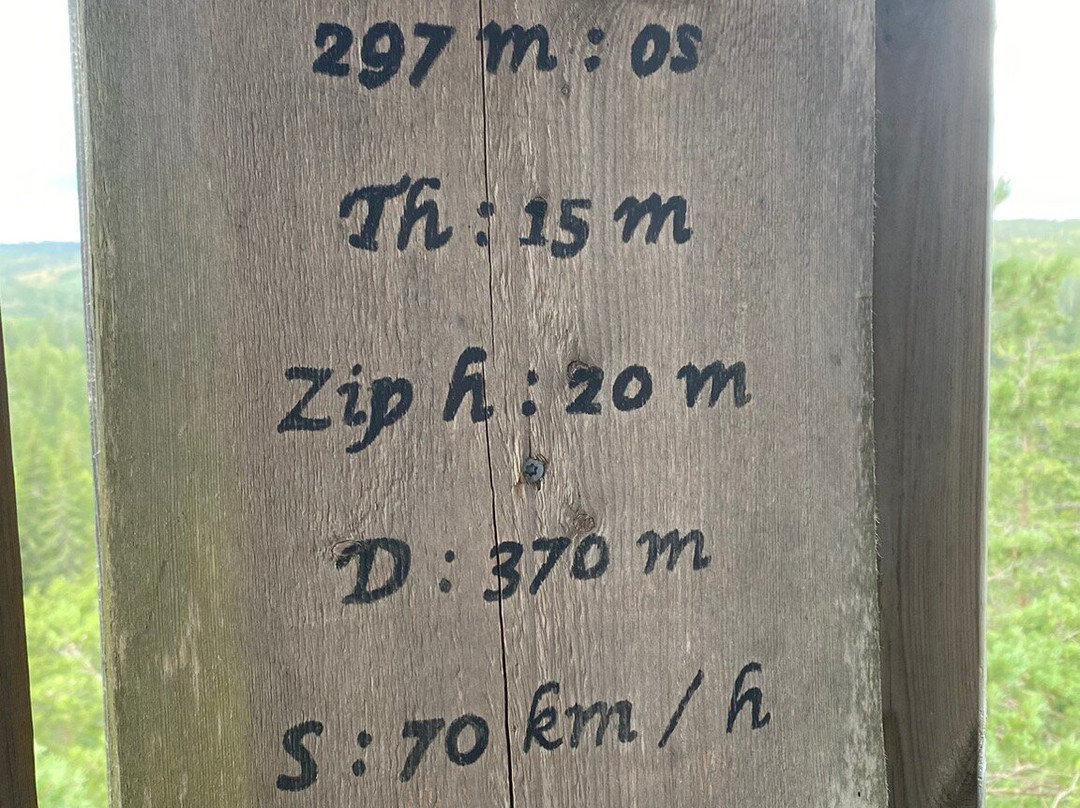 297 m : os
Th : 15 m
Zip h : 20 m
D : 370 m
S : 70 km / h